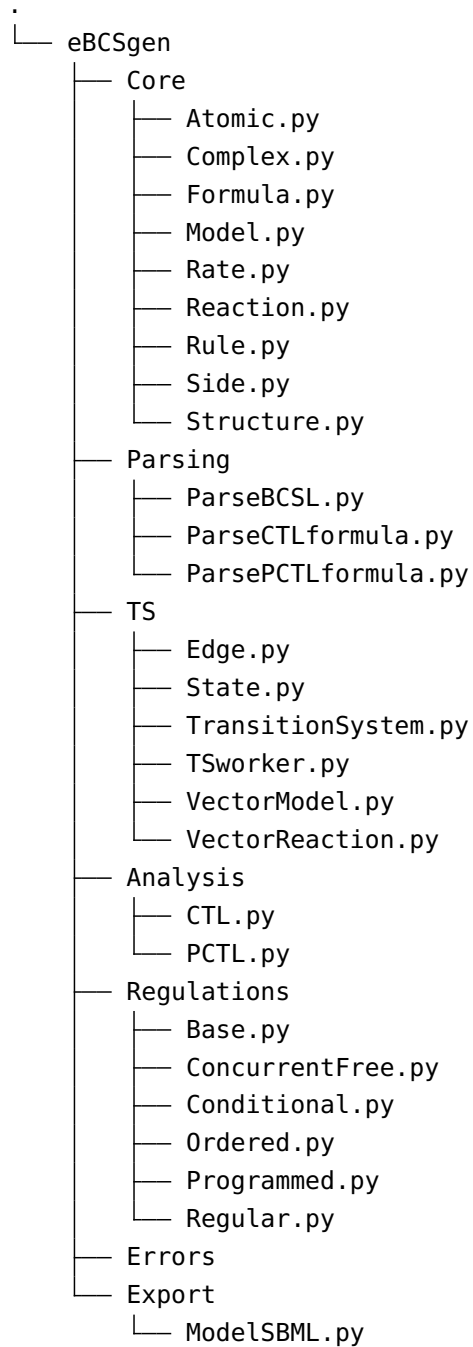 .
└── eBCSgen
    ├── Core
    │   ├── Atomic.py
    │   ├── Complex.py
    │   ├── Formula.py
    │   ├── Model.py
    │   ├── Rate.py
    │   ├── Reaction.py
    │   ├── Rule.py
    │   ├── Side.py
    │   └── Structure.py
    ├── Parsing
    │   ├── ParseBCSL.py
    │   ├── ParseCTLformula.py
    │   └── ParsePCTLformula.py
    ├── TS
    │   ├── Edge.py
    │   ├── State.py
    │   ├── TransitionSystem.py
    │   ├── TSworker.py
    │   ├── VectorModel.py
    │   └── VectorReaction.py
    ├── Analysis
    │   ├── CTL.py
    │   └── PCTL.py
    ├── Regulations
    │   ├── Base.py
    │   ├── ConcurrentFree.py
    │   ├── Conditional.py
    │   ├── Ordered.py
    │   ├── Programmed.py
    │   └── Regular.py
    ├── Errors
    └── Export
        └── ModelSBML.py